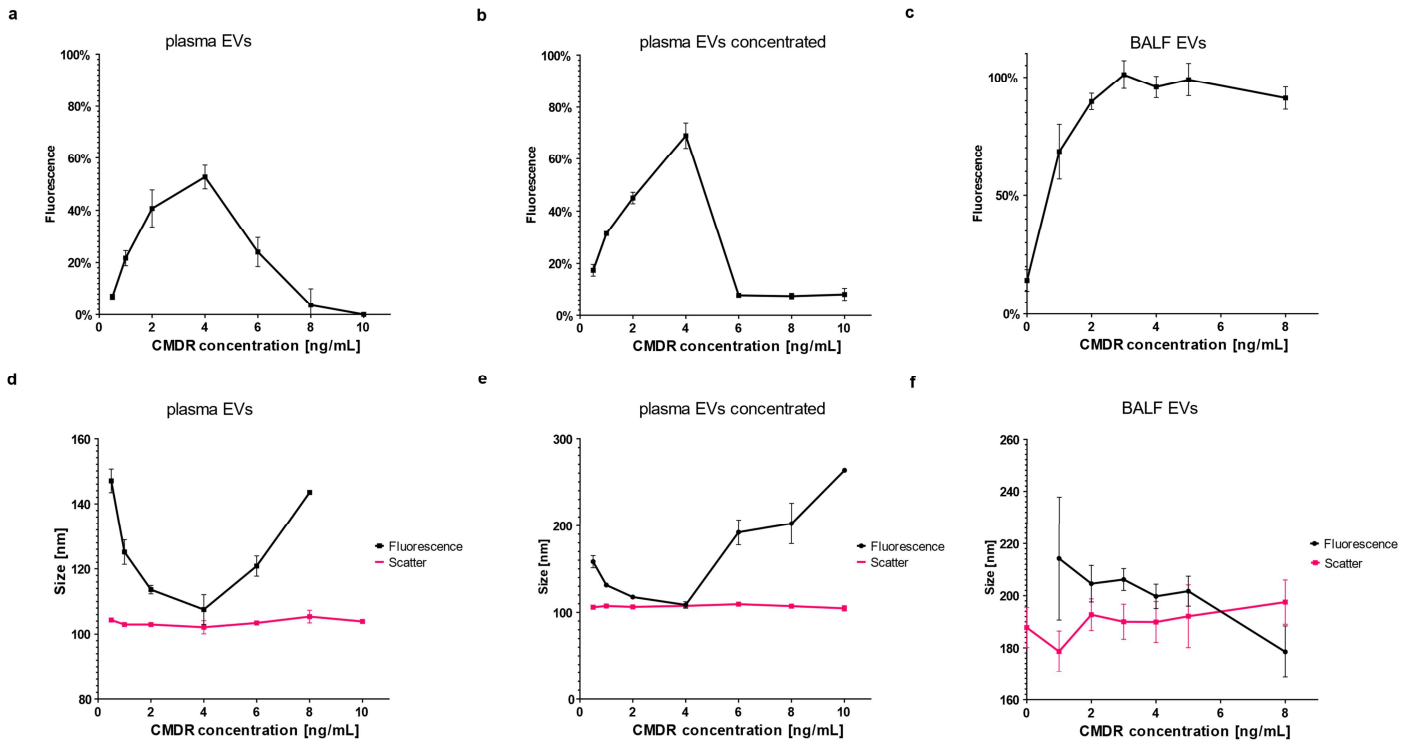 a
plasma EVs
100%
80%
60%
40%
20%
0%
Fluorescence
0 2 4 6 8 10
CMDR concentration [ng/mL]
b
plasma EVs concentrated
100%
80%
60%
40%
20%
0%
Fluorescence
0 2 4 6 8 10
CMDR concentration [ng/mL]
c
BALF EVs
100%
50%
0%
Fluorescence
0 2 4 6 8
CMDR concentration [ng/mL]
d
plasma EVs
160
140
120
100
80
Size [nm]
0 2 4 6 8 10
CMDR concentration [ng/mL]
Fluorescence
Scatter
e
plasma EVs concentrated
300
200
100
0
Size [nm]
0 2 4 6 8 10
CMDR concentration [ng/mL]
Fluorescence
Scatter
f
BALF EVs
260
240
220
200
180
160
Size [nm]
0 2 4 6 8
CMDR concentration [ng/mL]
Fluorescence
Scatter